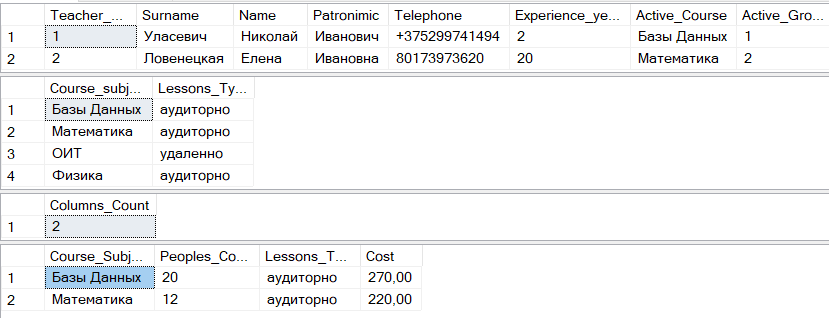 Teacher_... Surname Name Patronimic Telephone Experience_ye... Active_Course Active_Gro...
1 1 Уласевич Николай Иванович +375299741494 2 Базы Данных 1
2 2 Ловенецкая Елена Ивановна 80173973620 20 Математика 2
Course_subj... Lessons_Ty...
1 Базы Данных аудиторно
2 Математика аудиторно
3 ОИТ удаленно
4 Физика аудиторно
Columns_Count
1 2
Course_Subj... Peoples_Co... Lessons_T... Cost
1 Базы Данных 20 аудиторно 270,00
2 Математика 12 аудиторно 220,00